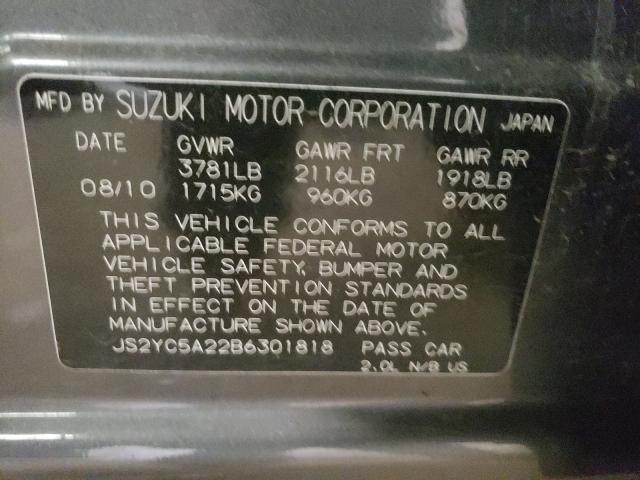 MFD BY SUZUKI MOTOR CORPORATION JAPAN
DATE GVWR GAWR FRT GAWR RR
3781LB 2116LB 1918LB
08/10 1715KG 960KG 870KG
THIS VEHICLE CONFORMS TO ALL
APPLICABLE FEDERAL MOTOR
VEHICLE SAFETY, BUMPER AND
THEFT PREVENTION STANDARDS
IN EFFECT ON THE DATE OF
MANUFACTURE SHOWN ABOVE.
JS2YC5A22B6301818 PASS CAR
2.0L N/B US